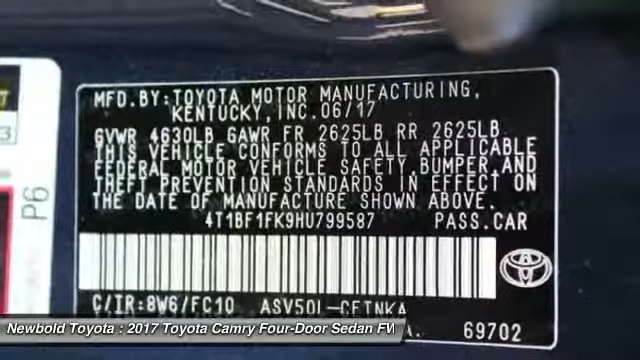 MFD.BY:TOYOTA MOTOR MANUFACTURING,
KENTUCKY,INC.06/17
GVWR 4630LB GAWR FR 2625LB RR 2625LB
THIS VEHICLE CONFORMS TO ALL APPLICABLE
FEDERAL MOTOR VEHICLE SAFETY,BUMPER,AND
THEFT PREVENTION STANDARDS IN EFFECT ON
THE DATE OF MANUFACTURE SHOWN ABOVE.
4T1BF1FK9HU799587 PASS.CAR
P6
C/TR:8W6/FC10 ASV50L-CETNKA
Newbold Toyota : 2017 Toyota Camry Four-Door Sedan FW
69702